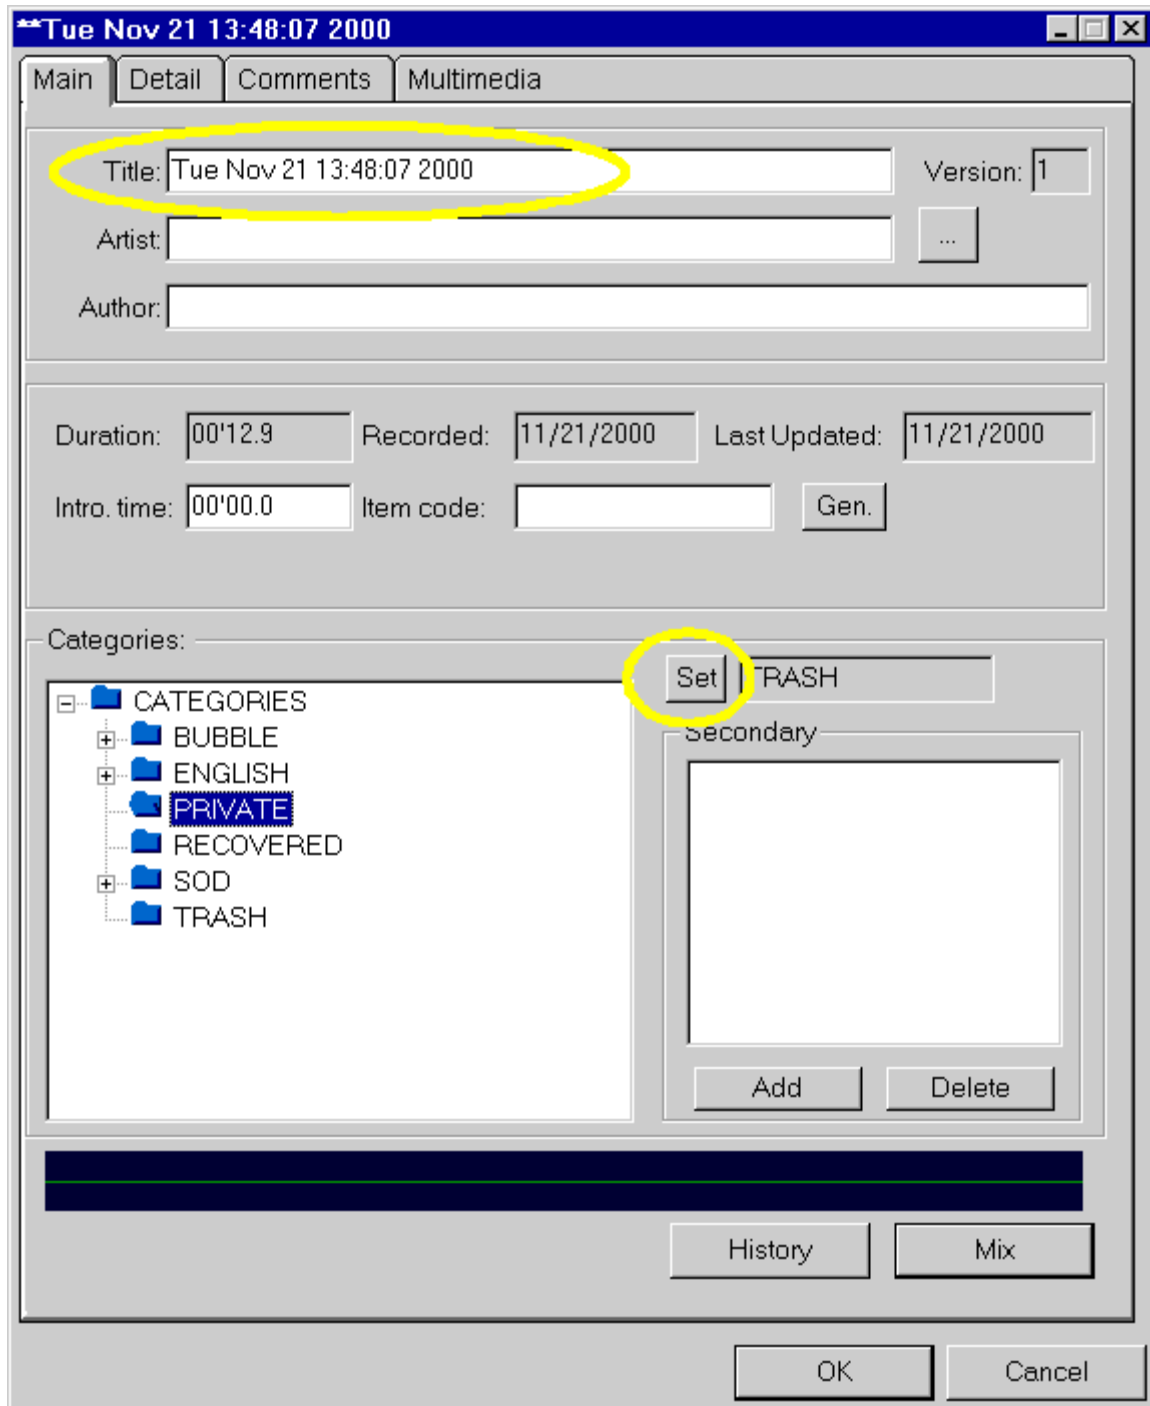 **Tue Nov 21 13:48:07 2000
Main Detail Comments Multimedia
Title: Tue Nov 21 13:48:07 2000 Version: 1
Artist: ...
Author:
Duration: 00'12.9 Recorded: 11/21/2000 Last Updated: 11/21/2000
Intro. time: 00'00.0 Item code: Gen.
Categories:
Set TRASH
CATEGORIES
BUBBLE
ENGLISH
PRIVATE
RECOVERED
SOD
TRASH
Secondary
Add Delete
History Mix
OK Cancel